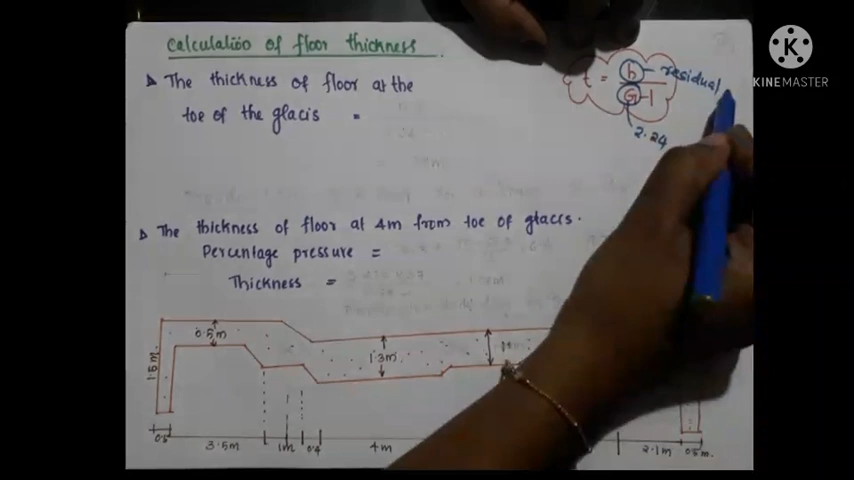 Calculation of floor thickness
t = h/G-1
residual
2.24
The thickness of floor at the
toe of the glacis =
The thickness of floor at 4m from toe of glacis.
Percentage pressure =
Thickness =
0.5m
1.5m
1.3m
0.5
3.5m
1m
0.4
4m
2.1m
0.5m.
K
KINEMASTER